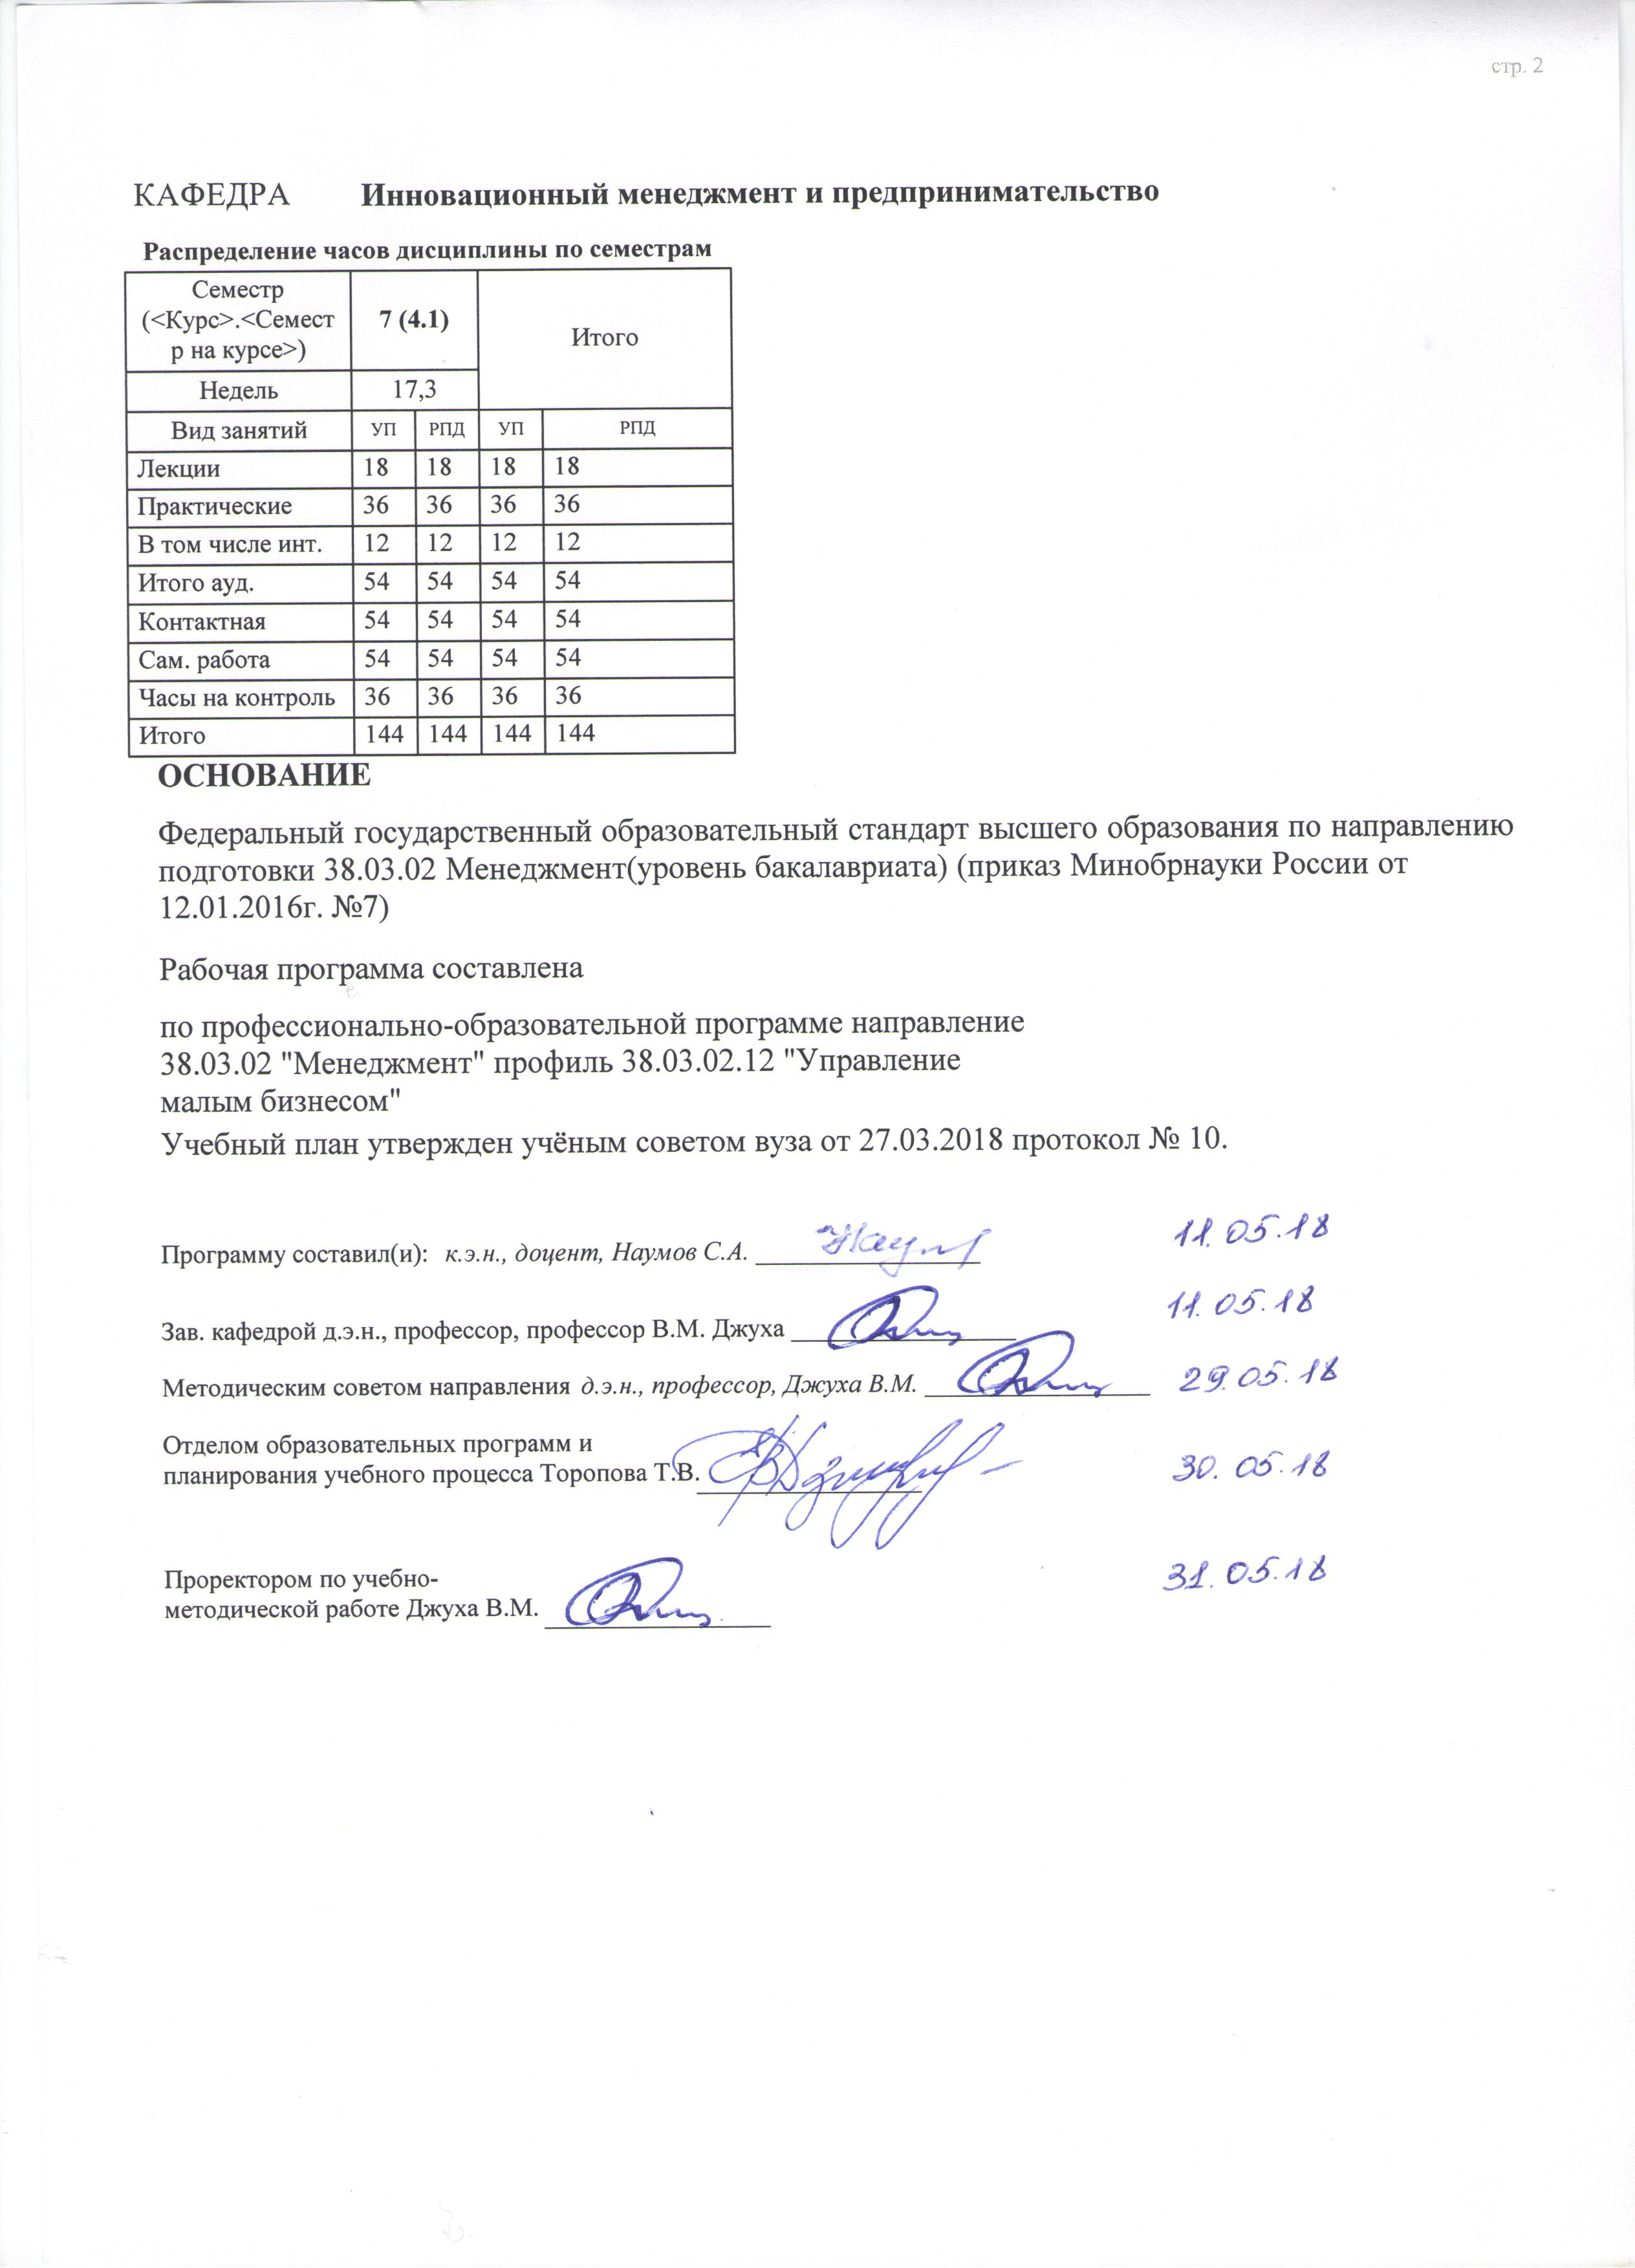 стр. 2
КАФЕДРА Инновационный менеджмент и предпринимательство
Распределение часов дисциплины по семестрам
Семестр
(<Курс>.<Семест
р на курсе>) 7 (4.1) Итого
Недель 17,3
Вид занятий УП РПД УП РПД
Лекции 18 18 18 18
Практические 36 36 36 36
В том числе инт. 12 12 12 12
Итого ауд. 54 54 54 54
Контактная 54 54 54 54
Сам. работа 54 54 54 54
Часы на контроль 36 36 36 36
Итого 144 144 144 144
ОСНОВАНИЕ
Федеральный государственный образовательный стандарт высшего образования по направлению
подготовки 38.03.02 Менеджмент(уровень бакалавриата) (приказ Минобрнауки России от
12.01.2016г. №7)
Рабочая программа составлена
по профессионально-образовательной программе направление
38.03.02 "Менеджмент" профиль 38.03.02.12 "Управление
малым бизнесом"
Учебный план утвержден учёным советом вуза от 27.03.2018 протокол № 10.
Программу составил(и): к.э.н., доцент, Наумов С.А. 11.05.18
Зав. кафедрой д.э.н., профессор, профессор В.М. Джуха 11.05.18
Методическим советом направления д.э.н., профессор, Джуха В.М. 29.05.18
Отделом образовательных программ и
планирования учебного процесса Торопова Т.В. 30.05.18
Проректором по учебно-
методической работе Джуха В.М. 31.05.18